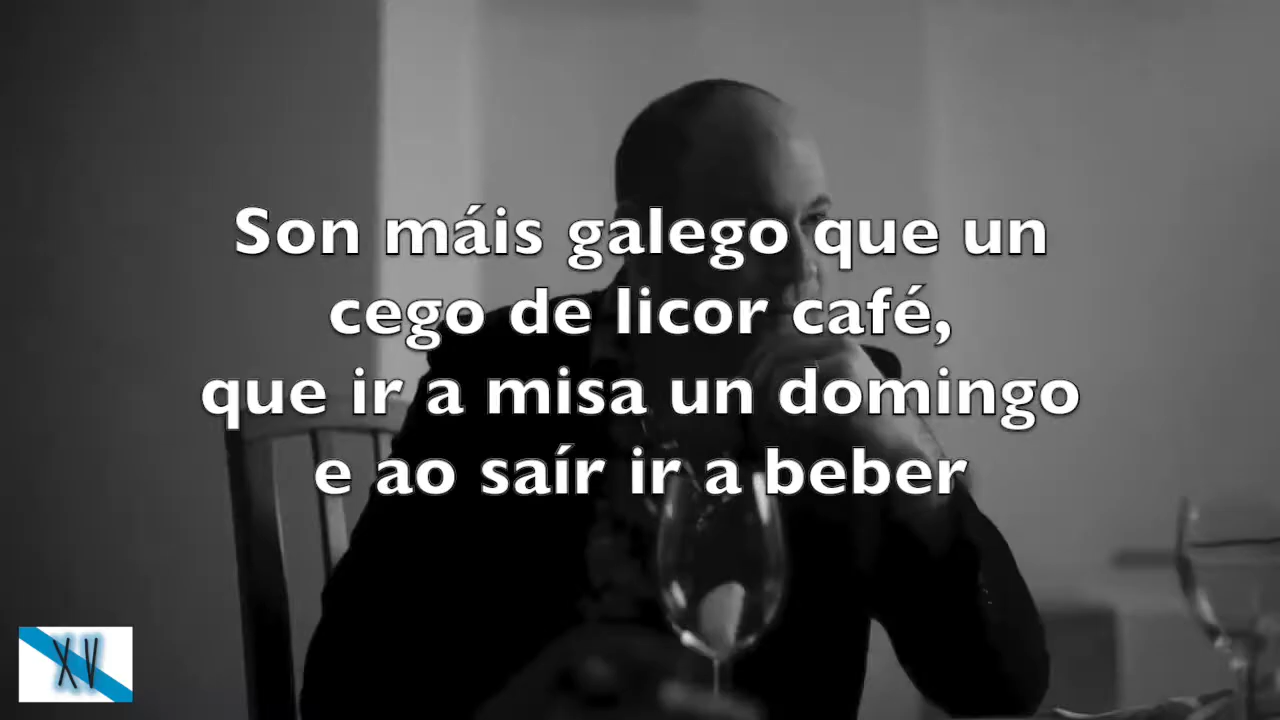 Son máis galego que un
cego de licor café,
que ir a misa un domingo
e ao saír ir a beber
XV